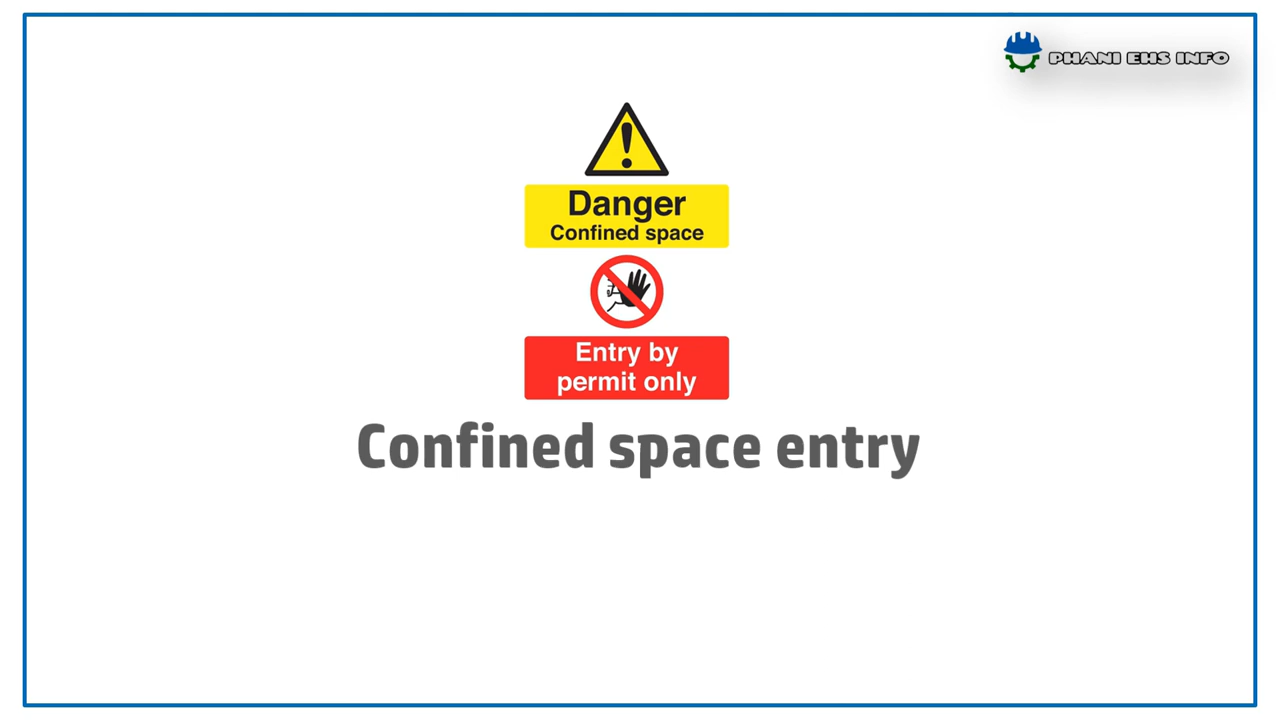 PHANI EHS INFO
Danger
Confined space
Entry by
permit only
Confined space entry